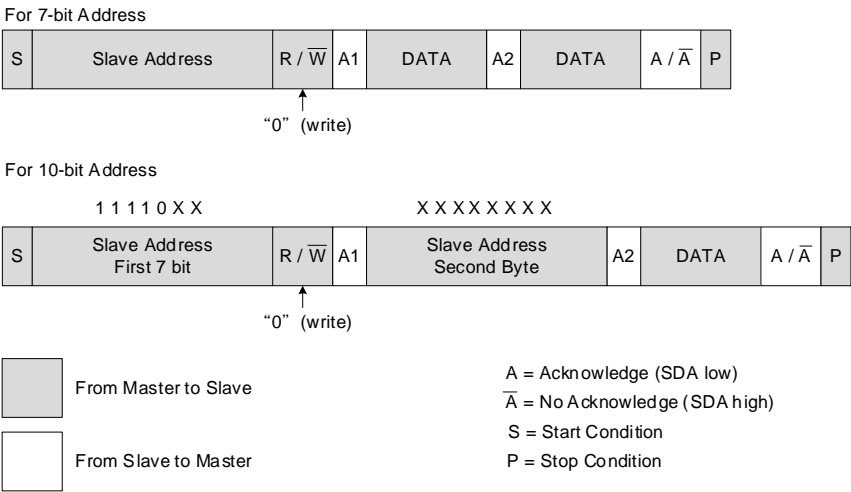 For 7-bit Address
S Slave Address R / W̅ A1 DATA A2 DATA A / A̅ P
“0” (write)
For 10-bit Address
1 1 1 1 0 X X X X X X X X X X
S Slave Address First 7 bit R / W̅ A1 Slave Address Second Byte A2 DATA A / A̅ P
“0” (write)
From Master to Slave
From Slave to Master
A = Acknowledge (SDA low)
A̅ = No Acknowledge (SDA high)
S = Start Condition
P = Stop Condition